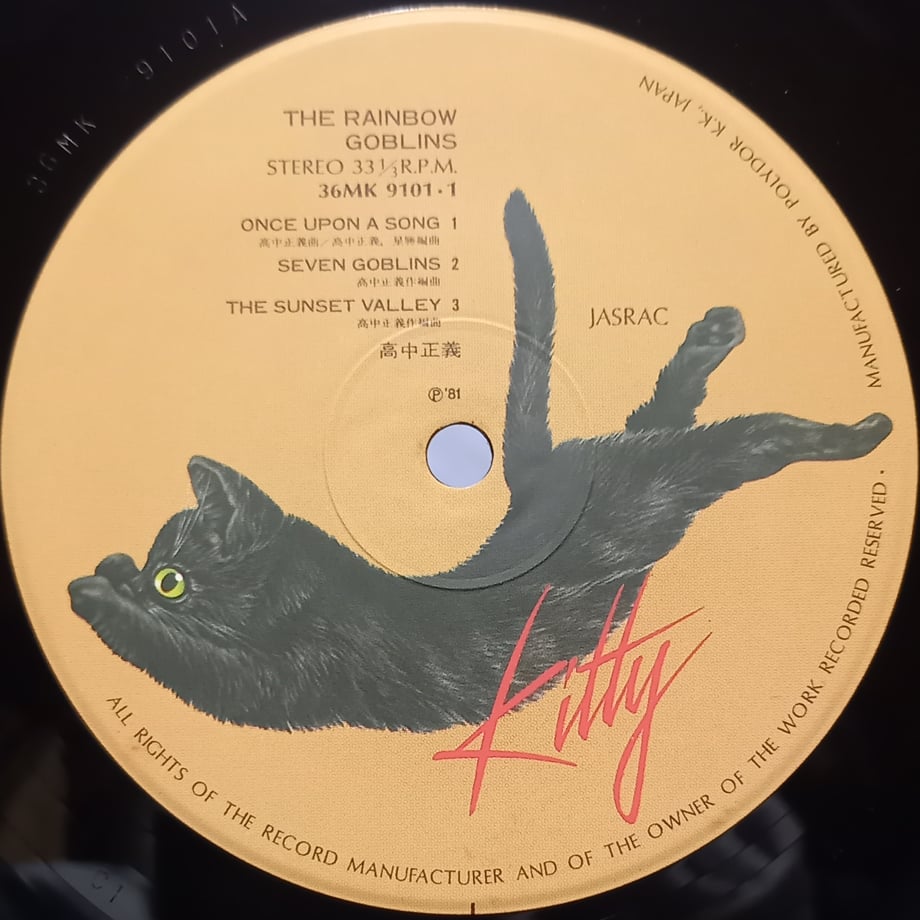 36MK 9101A
THE RAINBOW
GOBLINS
STEREO 33 1/3 R.P.M.
36MK 9101・1
ONCE UPON A SONG 1
高中正義曲／高中正義，星勝編曲
SEVEN GOBLINS 2
高中正義作編曲
THE SUNSET VALLEY 3
高中正義作編曲
高中正義
Ⓟ'81
JASRAC
Kitty
MANUFACTURED BY POLYDOR K.K., JAPAN
ALL RIGHTS OF THE RECORD MANUFACTURER AND OF THE OWNER OF THE WORK RECORDED RESERVED ·